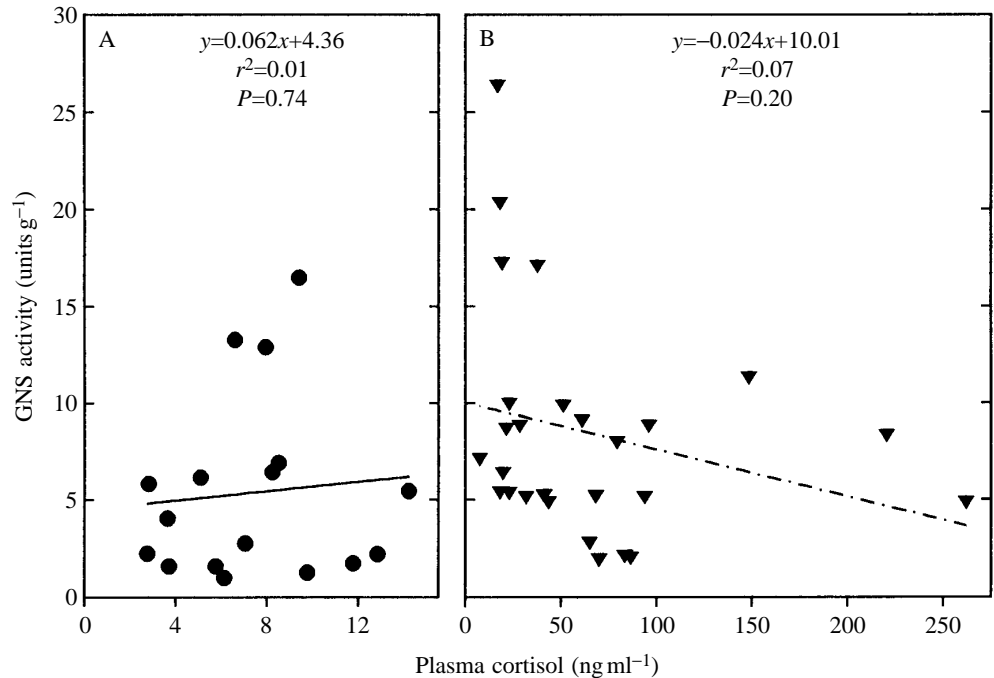 A
y=0.062x+4.36
r²=0.01
P=0.74
B
y=−0.024x+10.01
r²=0.07
P=0.20
GNS activity (units g⁻¹)
30
25
20
15
10
5
0
0 4 8 12
0 50 100 150 200 250
Plasma cortisol (ng ml⁻¹)